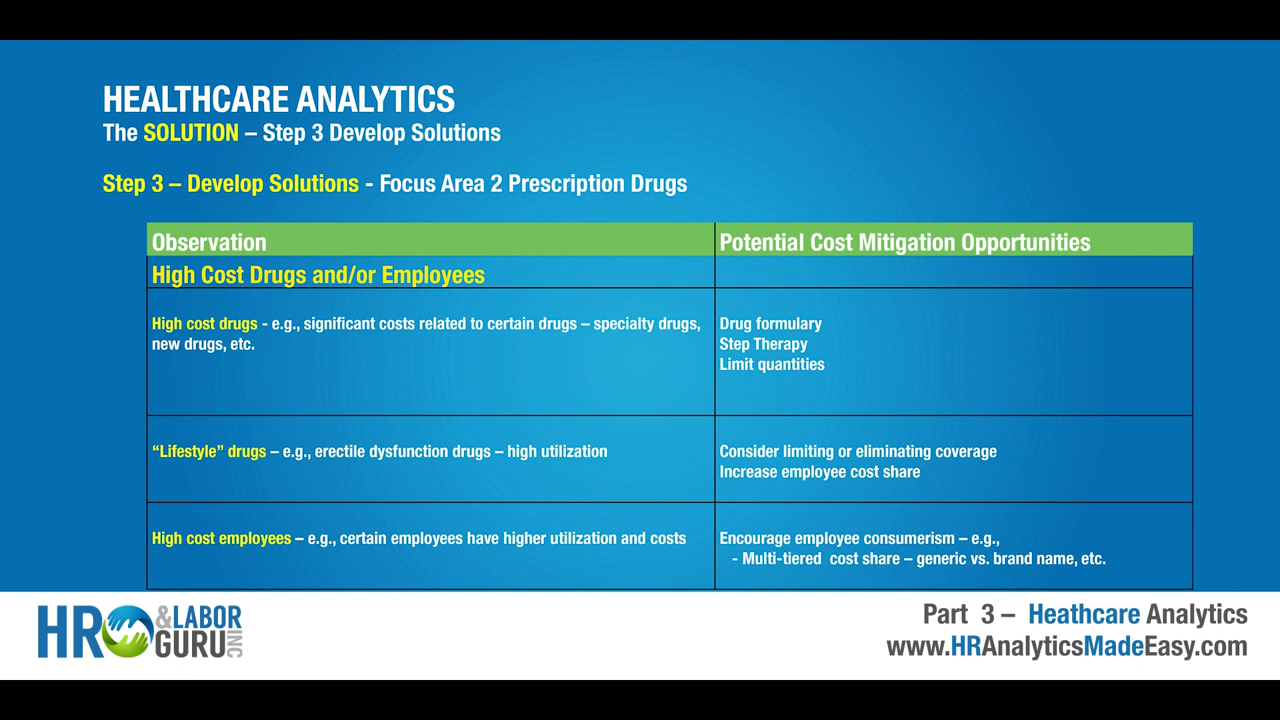 HEALTHCARE ANALYTICS
The SOLUTION – Step 3 Develop Solutions
Step 3 – Develop Solutions - Focus Area 2 Prescription Drugs
Observation
Potential Cost Mitigation Opportunities
High Cost Drugs and/or Employees
High cost drugs - e.g., significant costs related to certain drugs – specialty drugs,
new drugs, etc.
Drug formulary
Step Therapy
Limit quantities
“Lifestyle” drugs – e.g., erectile dysfunction drugs – high utilization
Consider limiting or eliminating coverage
Increase employee cost share
High cost employees – e.g., certain employees have higher utilization and costs
Encourage employee consumerism – e.g.,
- Multi-tiered cost share – generic vs. brand name, etc.
HR &LABOR
GURU INC
Part 3 – Heathcare Analytics
www.HRAnalyticsMadeEasy.com